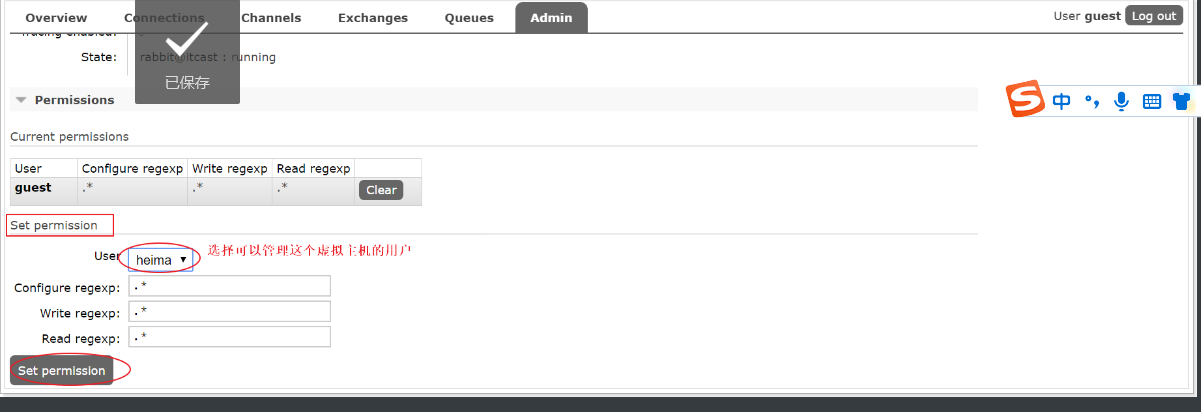 Overview Connections Channels Exchanges Queues Admin User guest Log out
Tracing enabled:
State: rabbit@itcast : running
已保存
Permissions
中
Current permissions
User Configure regexp Write regexp Read regexp
guest .* .* .* Clear
Set permission
User heima 选择可以管理这个虚拟主机的用户
Configure regexp: .*
Write regexp: .*
Read regexp: .*
Set permission